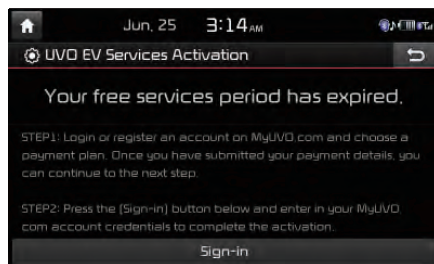 Jun, 25 3:14 AM
UVO EV Services Activation
Your free services period has expired.
STEP1: Login or register an account on MyUVO.com and choose a
payment plan. Once you have submitted your payment details, you
can continue to the next step.
STEP2: Press the (Sign-in) button below and enter in your MyUVO.
com account credentials to complete the activation.
Sign-in